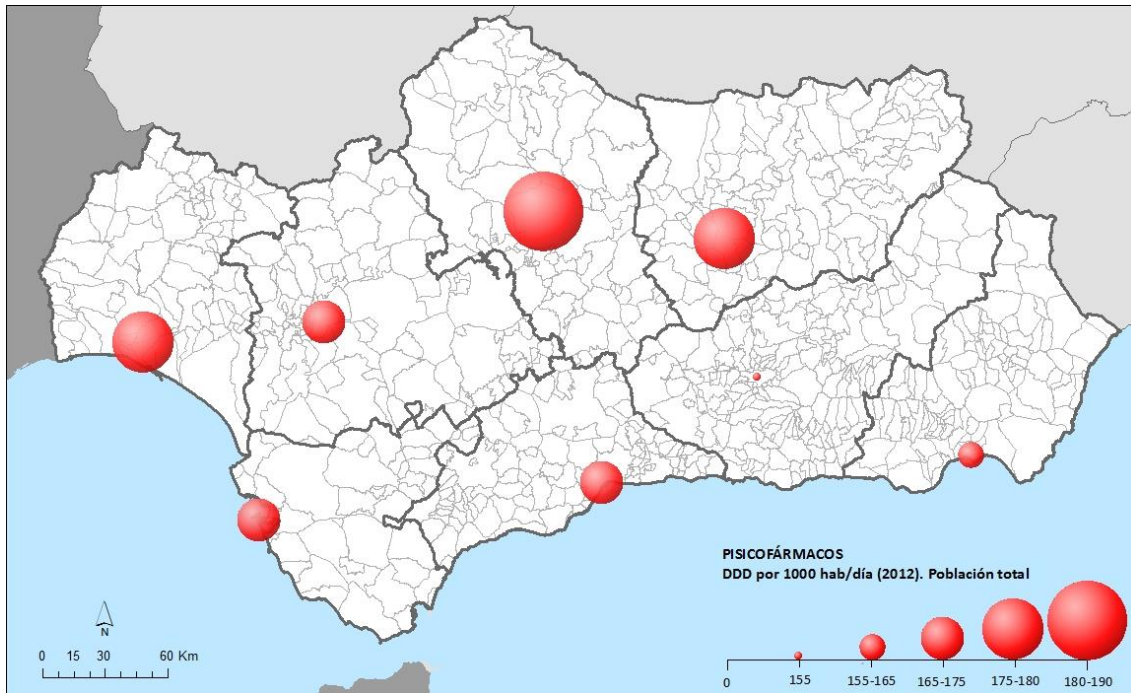 PISICOFÁRMACOS
DDD por 1000 hab/día (2012). Población total
N
0 15 30 60 Km
0 155 155-165 165-175 175-180 180-190